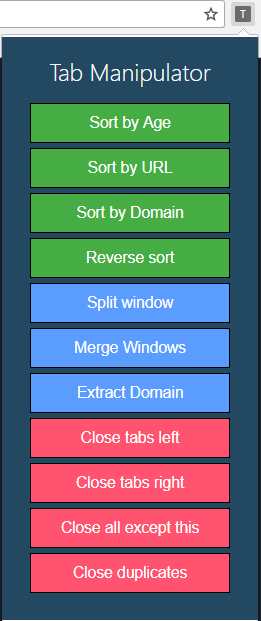 T
Tab Manipulator
Sort by Age
Sort by URL
Sort by Domain
Reverse sort
Split window
Merge Windows
Extract Domain
Close tabs left
Close tabs right
Close all except this
Close duplicates